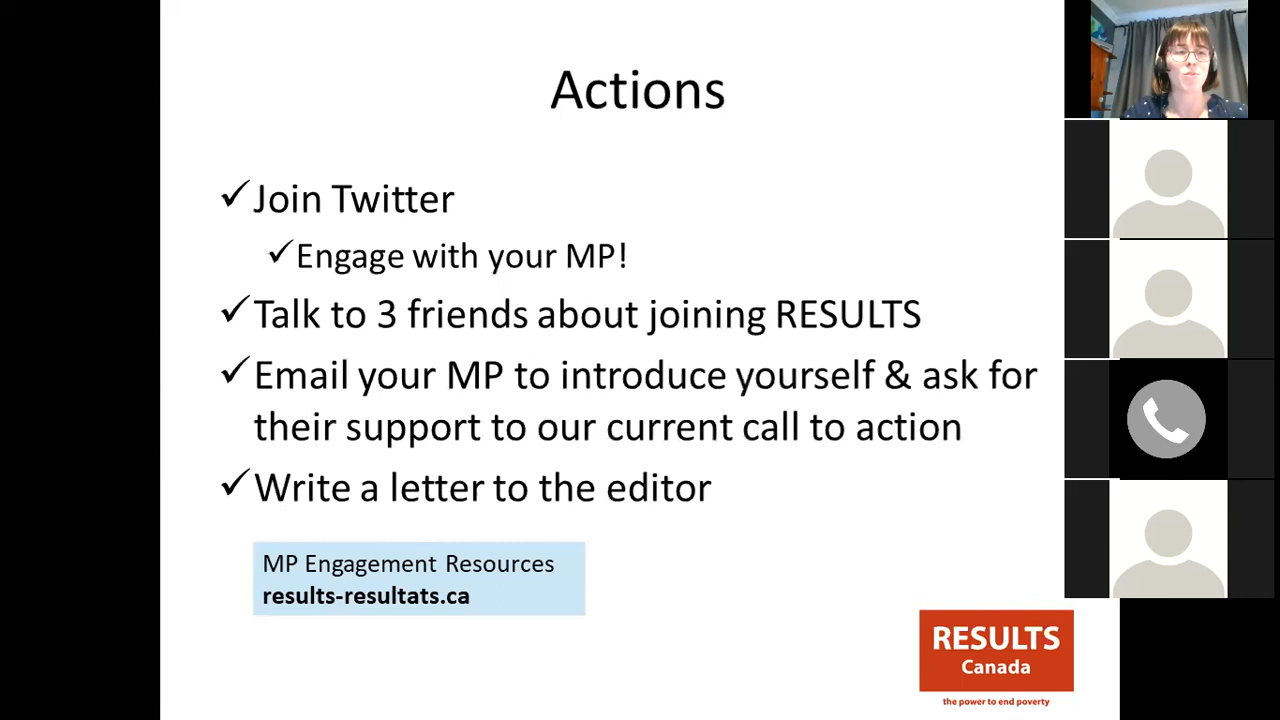 Actions
✓Join Twitter
✓Engage with your MP!
✓Talk to 3 friends about joining RESULTS
✓Email your MP to introduce yourself & ask for
their support to our current call to action
✓Write a letter to the editor
MP Engagement Resources
results-resultats.ca
RESULTS
Canada
the power to end poverty